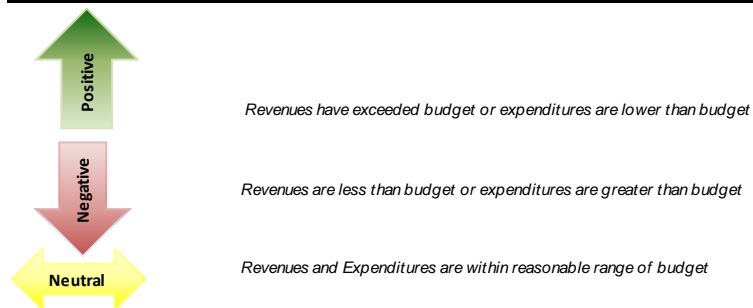 Positive
Revenues have exceeded budget or expenditures are lower than budget
Negative
Revenues are less than budget or expenditures are greater than budget
Neutral
Revenues and Expenditures are within reasonable range of budget